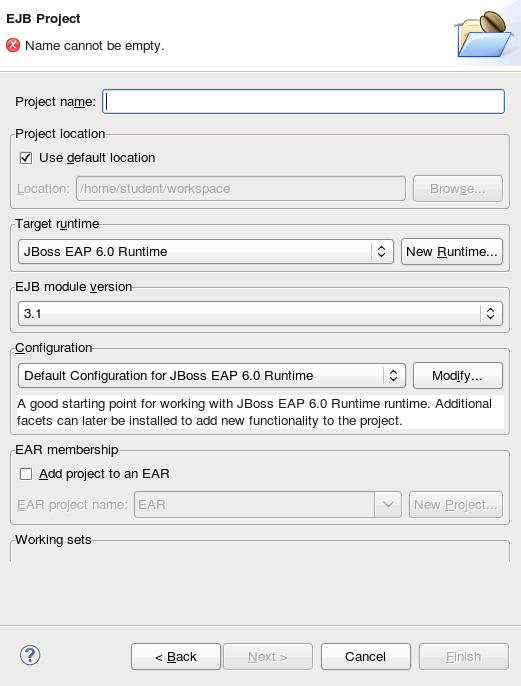 EJB Project
Name cannot be empty.
Project name:
Project location
Use default location
Location: /home/student/workspace Browse...
Target runtime
JBoss EAP 6.0 Runtime New Runtime...
EJB module version
3.1
Configuration
Default Configuration for JBoss EAP 6.0 Runtime Modify...
A good starting point for working with JBoss EAP 6.0 Runtime runtime. Additional
facets can later be installed to add new functionality to the project.
EAR membership
Add project to an EAR
EAR project name: EAR New Project...
Working sets
? < Back Next > Cancel Finish